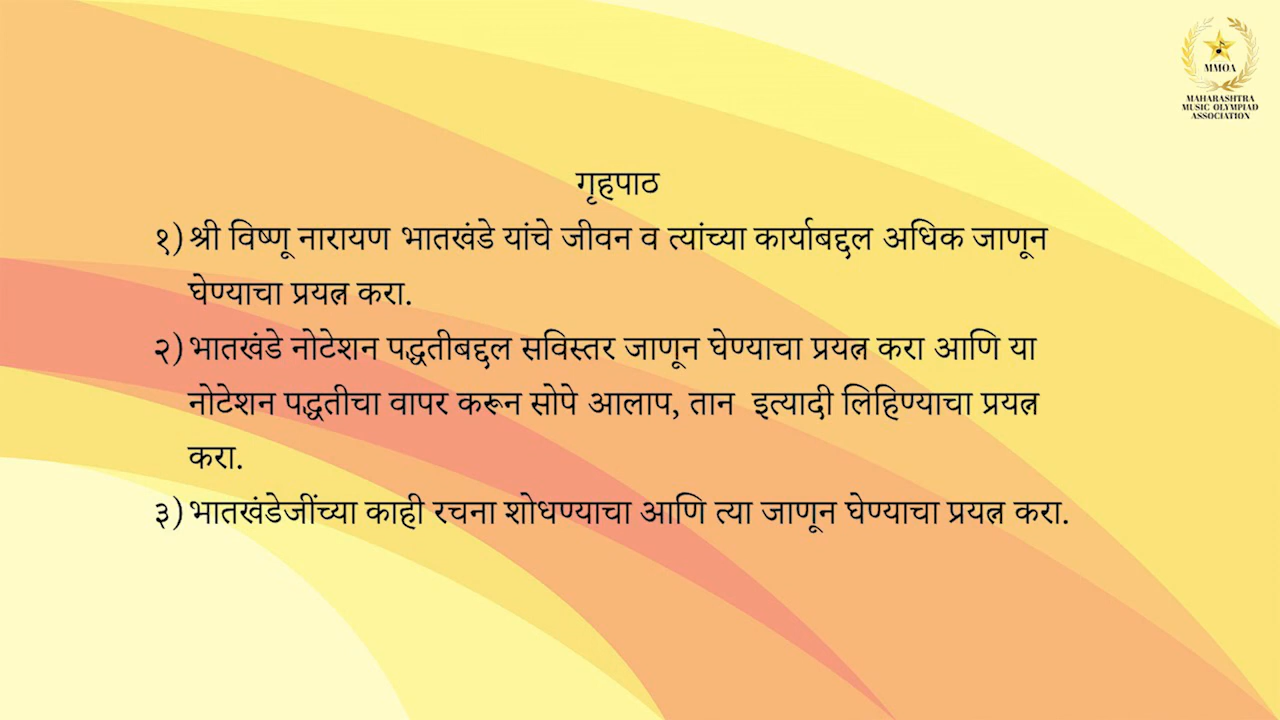 MMOA
MAHARASHTRA
MUSIC OLYMPIAD
ASSOCIATION
गृहपाठ
१) श्री विष्णू नारायण भातखंडे यांचे जीवन व त्यांच्या कार्याबद्दल अधिक जाणून
घेण्याचा प्रयत्न करा.
२) भातखंडे नोटेशन पद्धतीबद्दल सविस्तर जाणून घेण्याचा प्रयत्न करा आणि या
नोटेशन पद्धतीचा वापर करून सोपे आलाप, तान इत्यादी लिहिण्याचा प्रयत्न
करा.
३) भातखंडेजींच्या काही रचना शोधण्याचा आणि त्या जाणून घेण्याचा प्रयत्न करा.